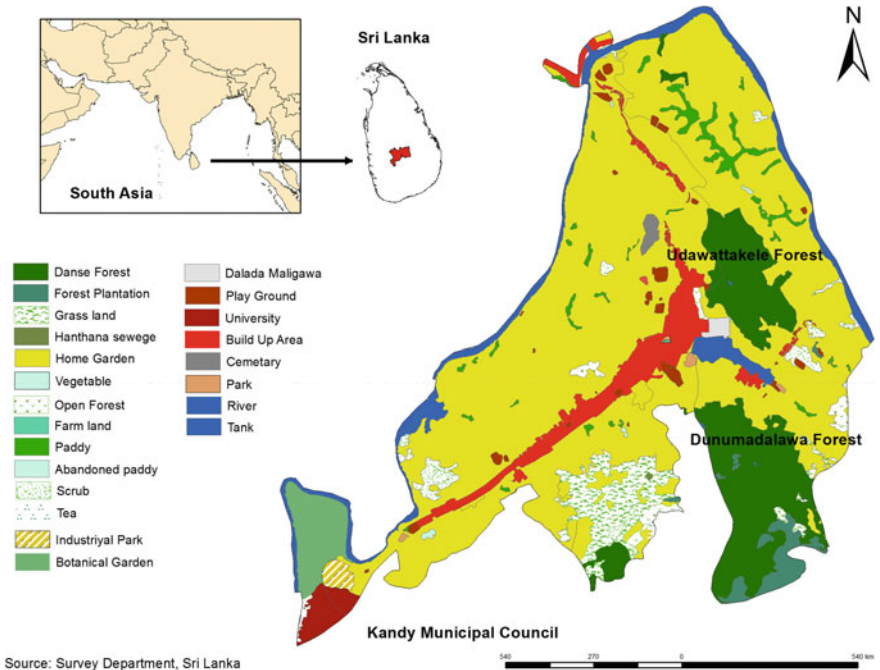 Sri Lanka
N
South Asia
Udawattakele Forest
Dunumadalawa Forest
Danse Forest
Forest Plantation
Grass land
Hanthana sewege
Home Garden
Vegetable
Open Forest
Farm land
Paddy
Abandoned paddy
Scrub
Tea
Industriyal Park
Botanical Garden
Dalada Maligawa
Play Ground
University
Build Up Area
Cemetary
Park
River
Tank
Kandy Municipal Council
Source: Survey Department, Sri Lanka
540 270 0 540 km